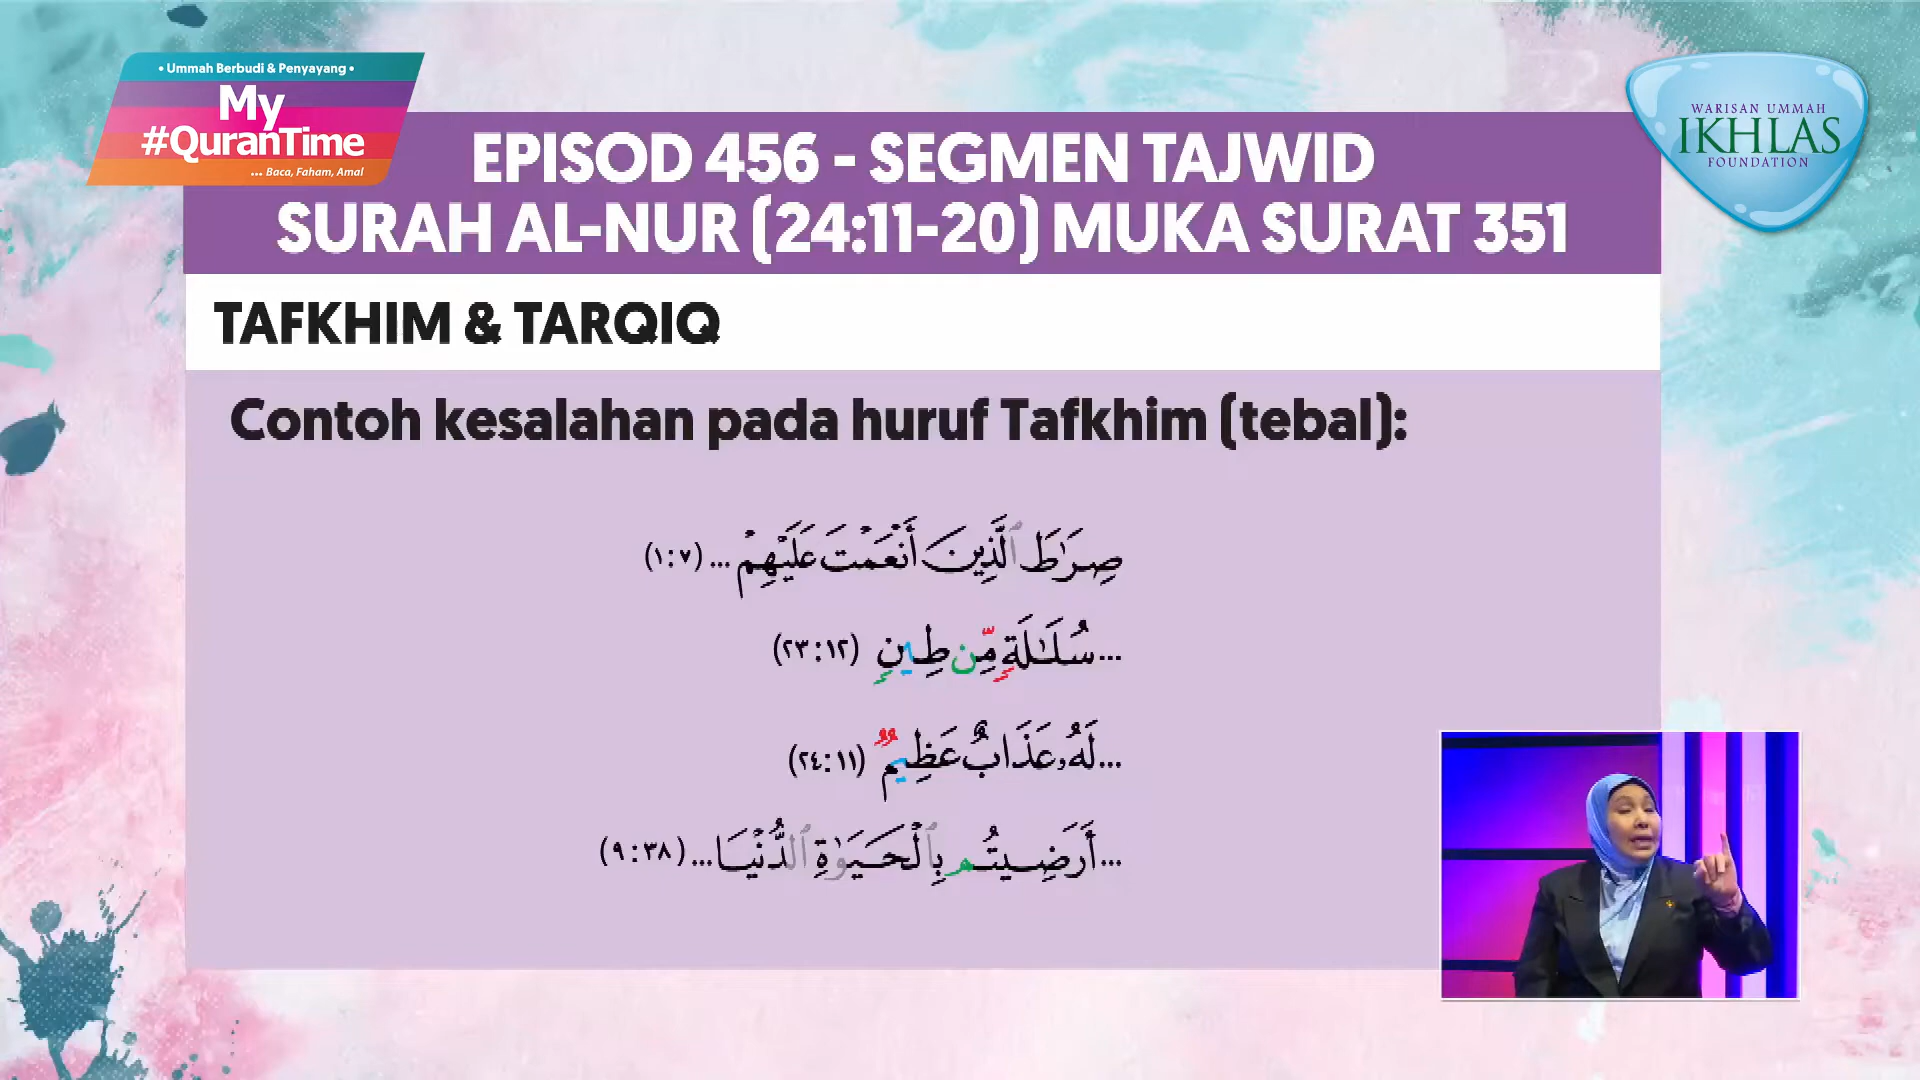 • Ummah Berbudi & Penyayang •
My
#QuranTime
... Baca, Faham, Amal
WARISAN UMMAH
IKHLAS
FOUNDATION
EPISOD 456 - SEGMEN TAJWID
SURAH AL-NUR (24:11-20) MUKA SURAT 351
TAFKHIM & TARQIQ
Contoh kesalahan pada huruf Tafkhim (tebal):
صِرَٰطَ ٱلَّذِينَ أَنْعَمْتَ عَلَيْهِمْ ... (١:٧)
...سُلَـٰلَةٍ مِّن طِينٍ (٢٣:١٢)
...لَهُۥ عَذَابٌ عَظِيمٌ (٢٤:١١)
...أَرَضِيتُم بِٱلْحَيَوٰةِ ٱلدُّنْيَا... (٩:٣٨)